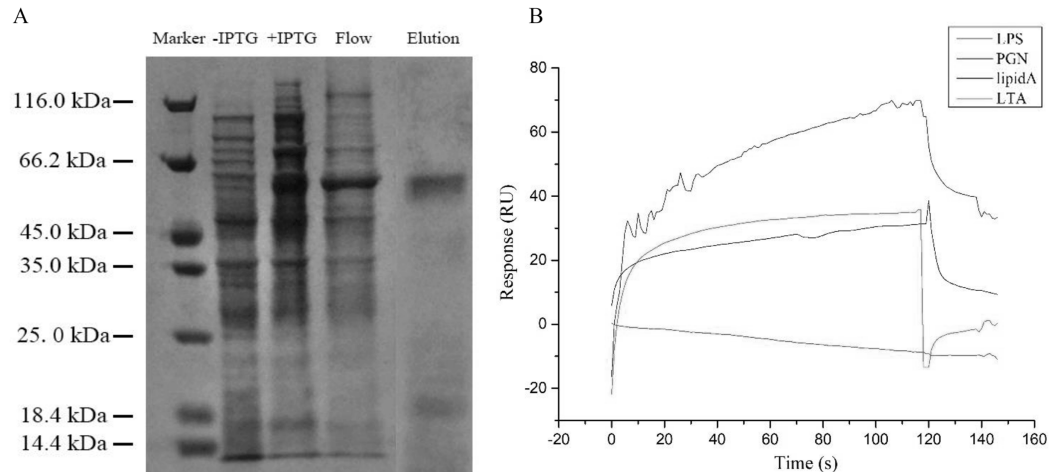 A
Marker -IPTG +IPTG Flow Elution
116.0 kDa
66.2 kDa
45.0 kDa
35.0 kDa
25. 0 kDa
18.4 kDa
14.4 kDa
B
LPS
PGN
lipidA
LTA
80
60
40
20
0
-20
Response (RU)
-20 0 20 40 60 80 100 120 140 160
Time (s)